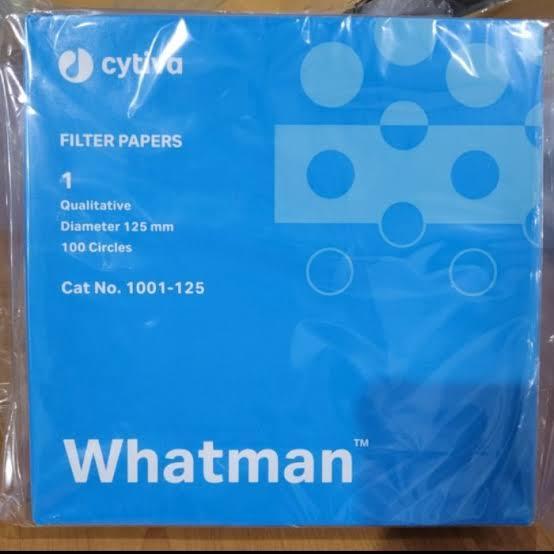 cytiva
FILTER PAPERS
1
Qualitative
Diameter 125 mm
100 Circles
Cat No. 1001-125
Whatman™